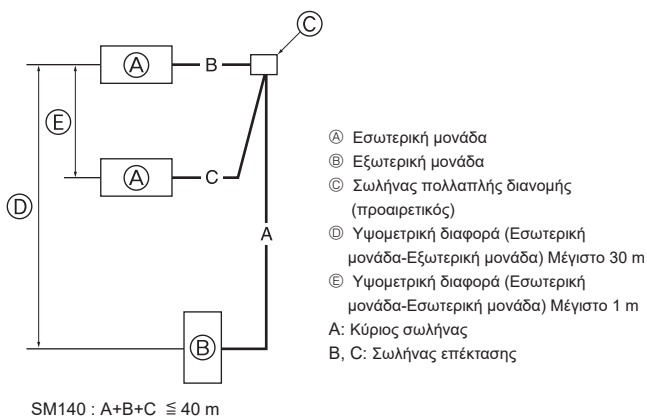 Ⓒ
Ⓐ B
Ⓔ
Ⓐ C
Ⓓ
A
Ⓑ
Ⓐ Εσωτερική μονάδα
Ⓑ Εξωτερική μονάδα
Ⓒ Σωλήνας πολλαπλής διανομής
(προαιρετικός)
Ⓓ Υψομετρική διαφορά (Εσωτερική
μονάδα-Εξωτερική μονάδα) Μέγιστο 30 m
Ⓔ Υψομετρική διαφορά (Εσωτερική
μονάδα-Εσωτερική μονάδα) Μέγιστο 1 m
A: Κύριος σωλήνας
B, C: Σωλήνας επέκτασης
SM140 : A+B+C ≦ 40 m